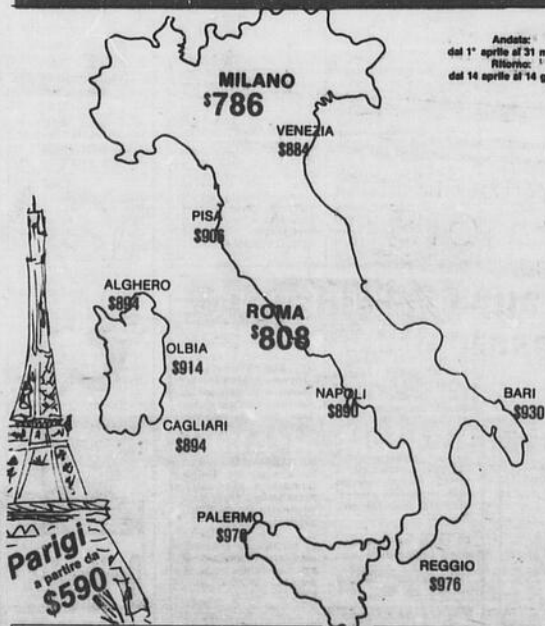 Andata:
dal 1° aprile al 31
Ritorno:
dal 14 aprile al 14
MILANO
$786
VENEZIA
$884
PISA
ALGHERO
$894
ROMA
$808
OLBIA
$914
NAPOLI
$890
BARI
$930
CAGLIARI
$894
PALERMO
REGGIO
$976
Parigi
a partire da
$590